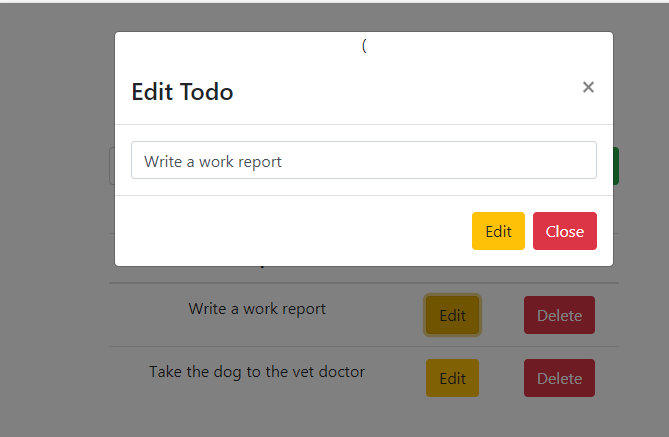 (
Edit Todo ×
Write a work report
Edit Close
Write a work report Edit Delete
Take the dog to the vet doctor Edit Delete